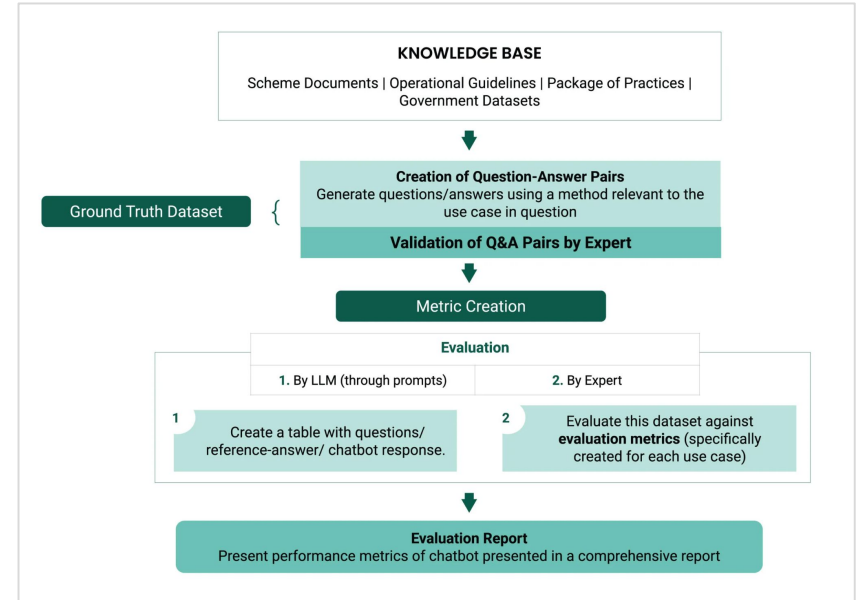 KNOWLEDGE BASE
Scheme Documents | Operational Guidelines | Package of Practices |
Government Datasets
Creation of Question-Answer Pairs
Generate questions/answers using a method relevant to the
use case in question
Ground Truth Dataset {
Validation of Q&A Pairs by Expert
Metric Creation
Evaluation
1. By LLM (through prompts)
2. By Expert
1
Create a table with questions/
reference-answer/ chatbot response.
2
Evaluate this dataset against
evaluation metrics (specifically
created for each use case)
Evaluation Report
Present performance metrics of chatbot presented in a comprehensive report